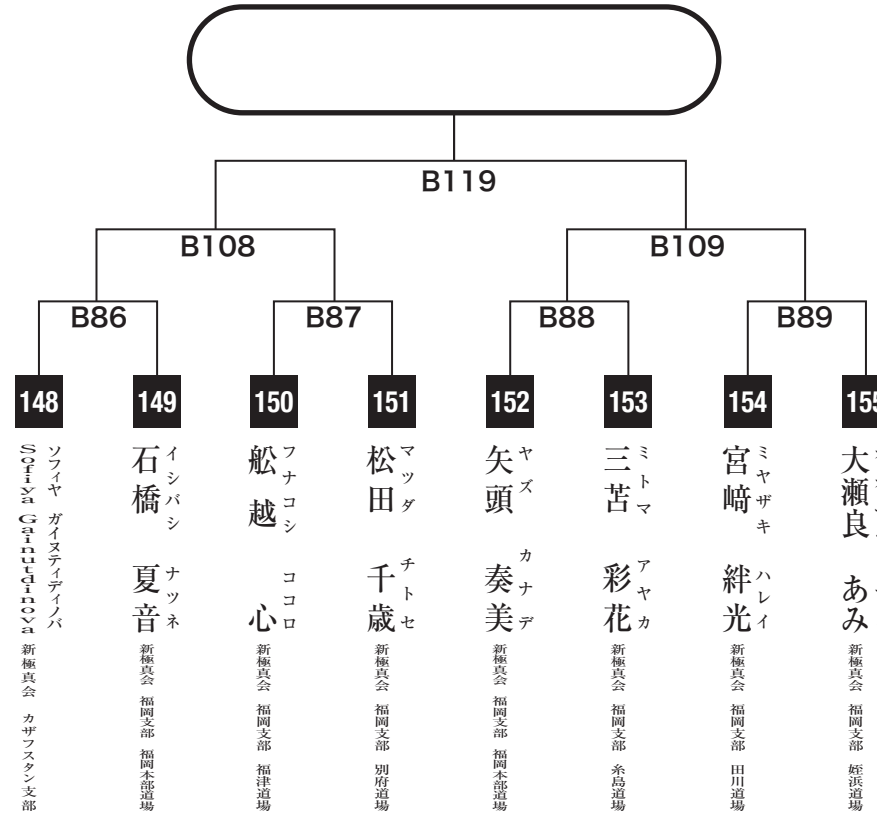 B119
B108
B109
B86
B87
B88
B89
148
ソフィヤ ガイヌティディノバ
Sofiya Gainutdinova
新極真会 カザフスタン支部
149
イシバシ ナツネ
石橋 夏音
新極真会 福岡支部 福岡本部道場
150
フナコシ ココロ
舩越 心
新極真会 福岡支部 福津道場
151
マツダ チトセ
松田 千歳
新極真会 福岡支部 別府道場
152
ヤズ カナデ
矢頭 奏美
新極真会 福岡支部 福岡本部道場
153
ミトマ アヤカ
三苫 彩花
新極真会 福岡支部 糸島道場
154
ミヤザキ ハレイ
宮﨑 絆光
新極真会 福岡支部 田川道場
155
大瀬良 あみ
新極真会 福岡支部 姪浜道場